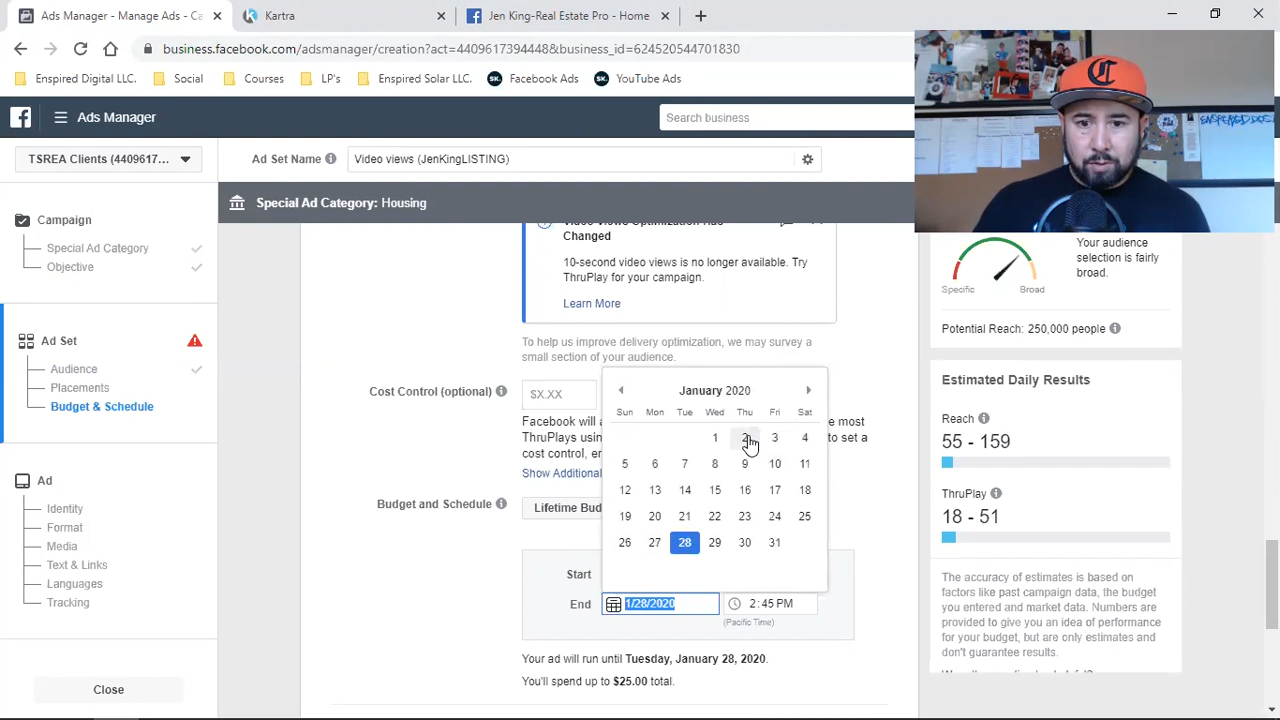 Ads Manager - Manage Ads - Ca
Kartra
Jen King-Real Estate Pro - Home
business.facebook.com/adsmanager/creation?act=4409617394448&business_id=624520544701830
Enspired Digital LLC.
Social
Courses
LP's
Enspired Solar LLC.
Facebook Ads
YouTube Ads
Ads Manager
Search business
TSREA Clients (4409617...
Ad Set Name
Video views (JenKingLISTING)
Special Ad Category: Housing
Campaign
Special Ad Category
Objective
Ad Set
Audience
Placements
Budget & Schedule
Ad
Identity
Format
Media
Text & Links
Languages
Tracking
Close
Changed
10-second video views is no longer available. Try
ThruPlay for your campaign.
Learn More
To help us improve delivery optimization, we may survey a
small section of your audience.
Cost Control (optional)
$X.XX
Facebook will
e most
ThruPlays usin
to set a
cost control, e
Show Additional
Budget and Schedule
Lifetime Bud
January 2020
Sun Mon Tue Wed Thu Fri Sat
1 2 3 4
5 6 7 8 9 10 11
12 13 14 15 16 17 18
19 20 21 22 23 24 25
26 27 28 29 30 31
Start
End
1/28/2020
2:45 PM
(Pacific Time)
Your ad will run until Tuesday, January 28, 2020.
You'll spend up to $25.00 total.
Your audience
selection is fairly
broad.
Specific
Broad
Potential Reach: 250,000 people
Estimated Daily Results
Reach
55 - 159
ThruPlay
18 - 51
The accuracy of estimates is based on
factors like past campaign data, the budget
you entered and market data. Numbers are
provided to give you an idea of performance
for your budget, but are only estimates and
don't guarantee results.